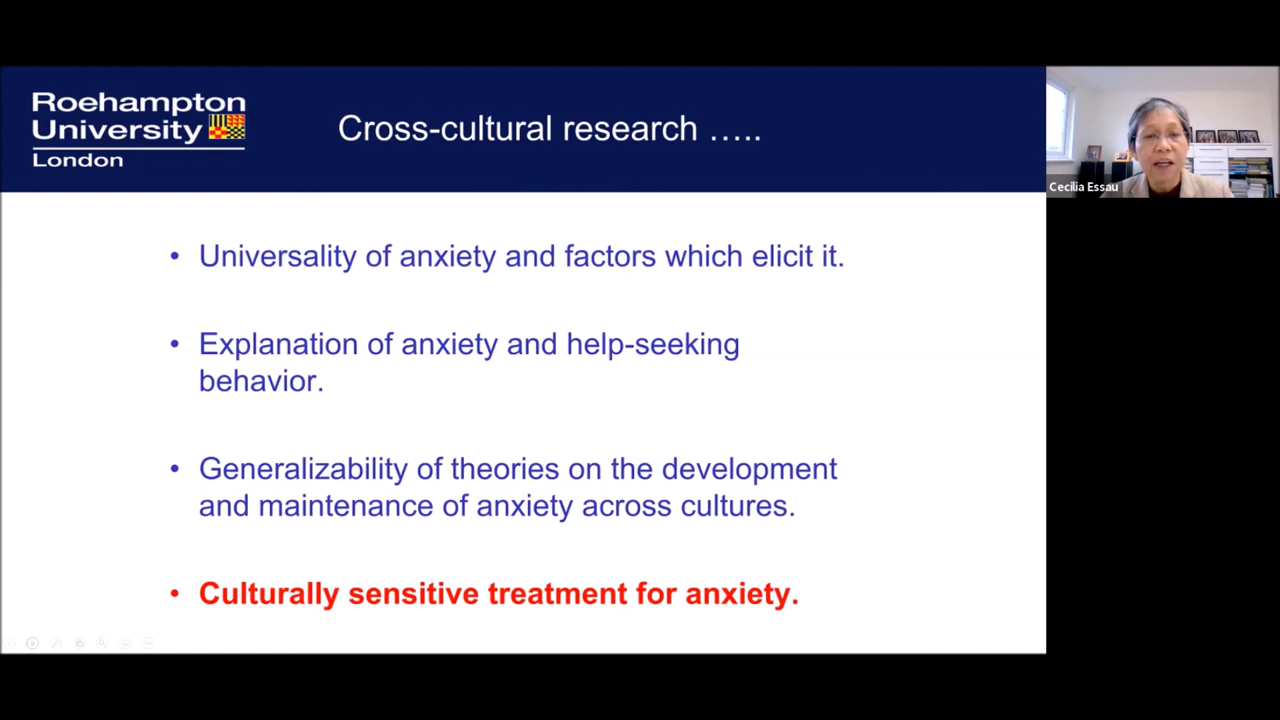 Roehampton
University
London
Cross-cultural research .....
Cecilia Essau
• Universality of anxiety and factors which elicit it.
• Explanation of anxiety and help-seeking
behavior.
• Generalizability of theories on the development
and maintenance of anxiety across cultures.
• Culturally sensitive treatment for anxiety.